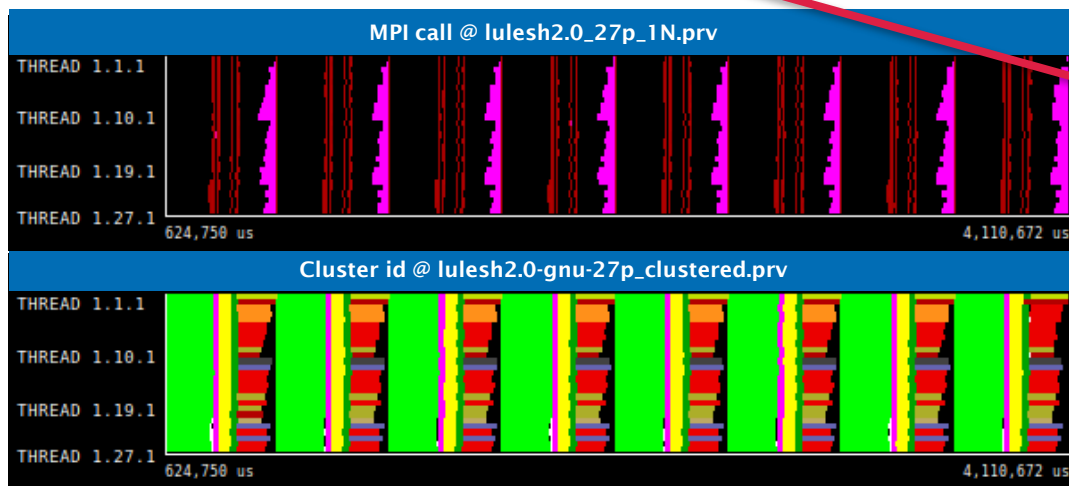 MPI call @ lulesh2.0_27p_1N.prv
THREAD 1.1.1
THREAD 1.10.1
THREAD 1.19.1
THREAD 1.27.1
624,750 us 4,110,672 us
Cluster id @ lulesh2.0-gnu-27p_clustered.prv
THREAD 1.1.1
THREAD 1.10.1
THREAD 1.19.1
THREAD 1.27.1
624,750 us 4,110,672 us